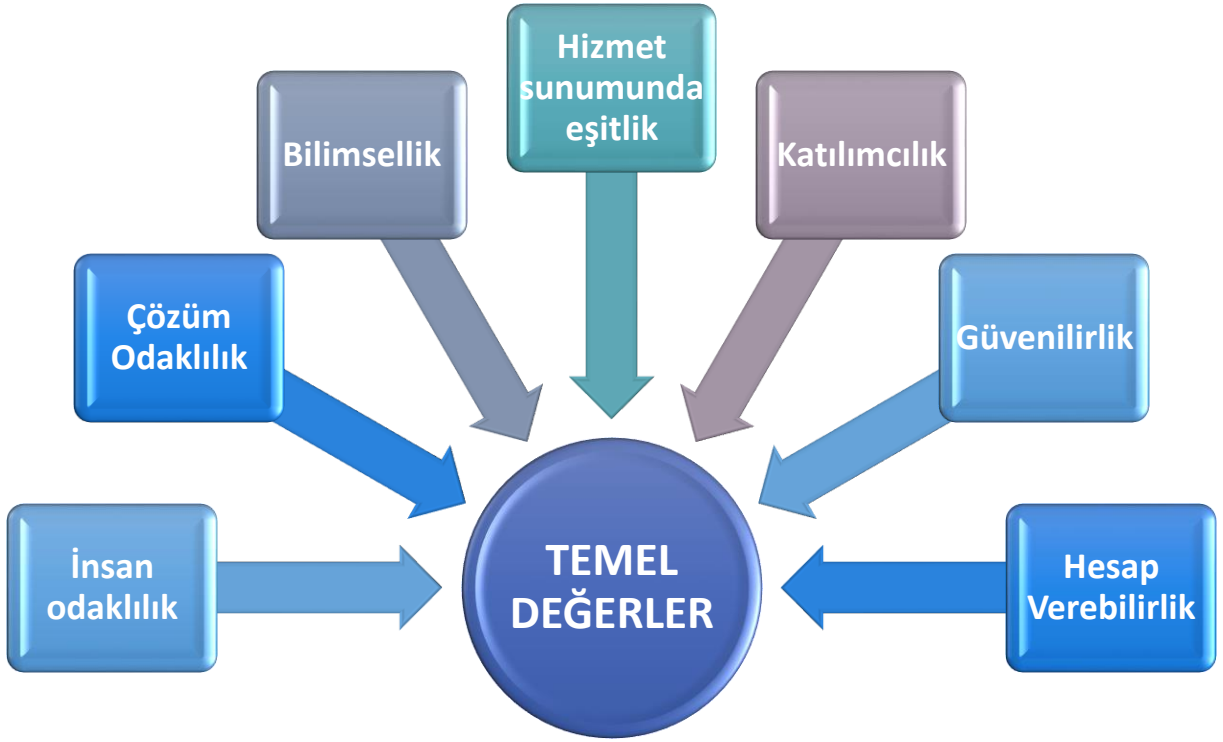 Hizmet
sunumunda
eşitlik
Bilimsellik
Katılımcılık
Çözüm
Odaklılık
Güvenilirlik
İnsan
odaklılık
TEMEL
DEĞERLER
Hesap
Verebilirlik